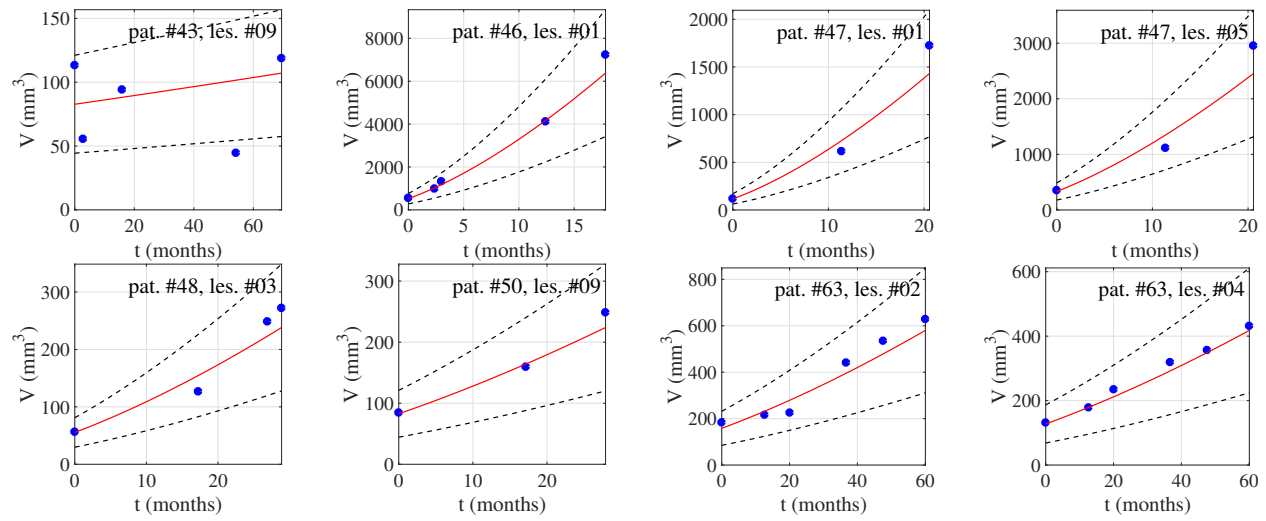 pat. #43, les. #09
V (mm³)
150
100
50
0
0 20 40 60
t (months)
pat. #46, les. #01
V (mm³)
8000
6000
4000
2000
0
0 5 10 15
t (months)
pat. #47, les. #01
V (mm³)
2000
1500
1000
500
0
0 10 20
t (months)
pat. #47, les. #05
V (mm³)
3000
2000
1000
0
0 10 20
t (months)
pat. #48, les. #03
V (mm³)
300
200
100
0
0 10 20
t (months)
pat. #50, les. #09
V (mm³)
300
200
100
0
0 10 20
t (months)
pat. #63, les. #02
V (mm³)
800
600
400
200
0
0 20 40 60
t (months)
pat. #63, les. #04
V (mm³)
600
400
200
0
0 20 40 60
t (months)